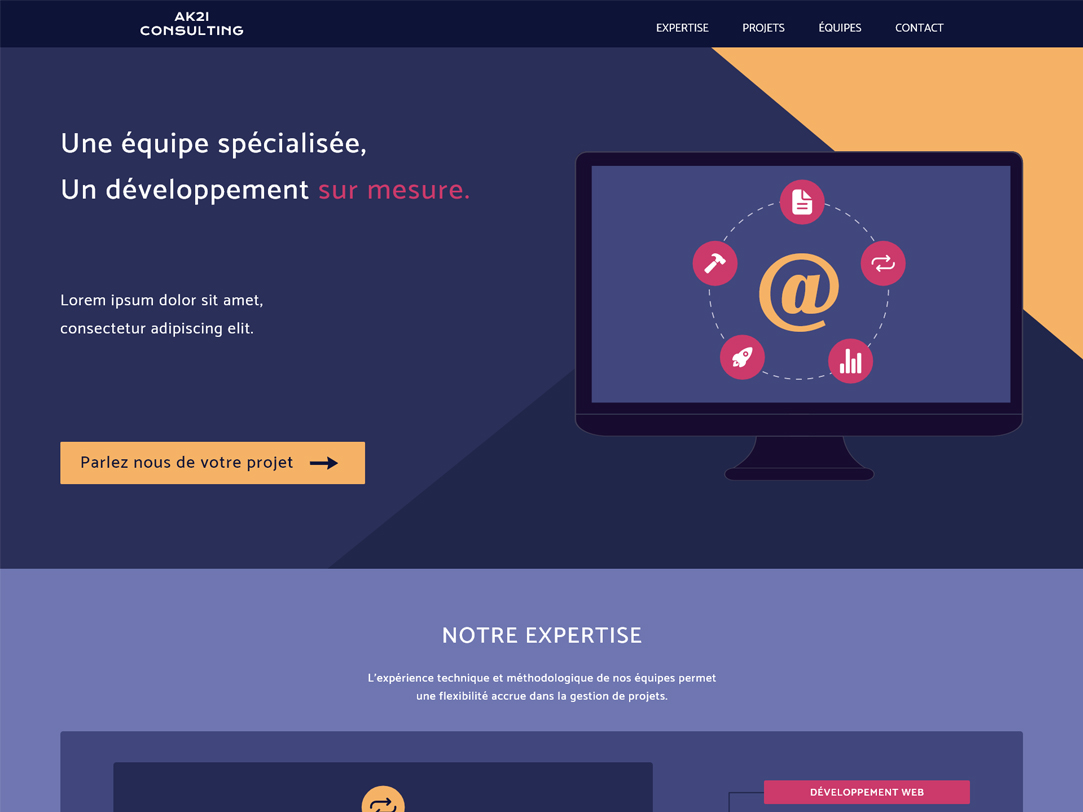 AK21
CONSULTING
EXPERTISE
PROJETS
ÉQUIPES
CONTACT
Une équipe spécialisée,
Un développement sur mesure.
Lorem ipsum dolor sit amet,
consectetur adipiscing elit.
@
Parlez nous de votre projet
NOTRE EXPERTISE
L'expérience technique et méthodologique de nos équipes permet
une flexibilité accrue dans la gestion de projets.
DÉVELOPPEMENT WEB